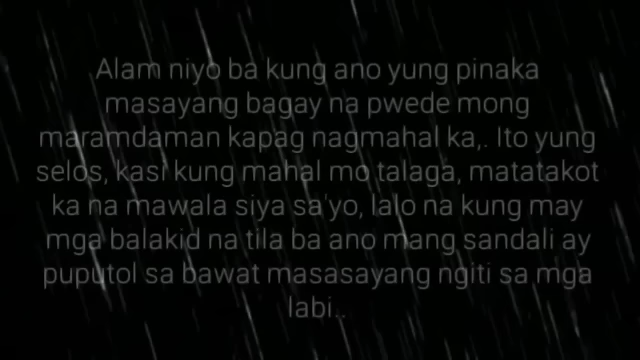 Alam niyo ba kung ano yung pinaka
masayang bagay na pwede mong
maramdaman kapag nagmahal ka,. Ito yung
selos, kasi kung mahal mo talaga, matatakot
ka na mawala siya sa'yo, lalo na kung may
mga balakid na tila ba ano mang sandali ay
puputol sa bawat masasayang ngiti sa mga
labi..